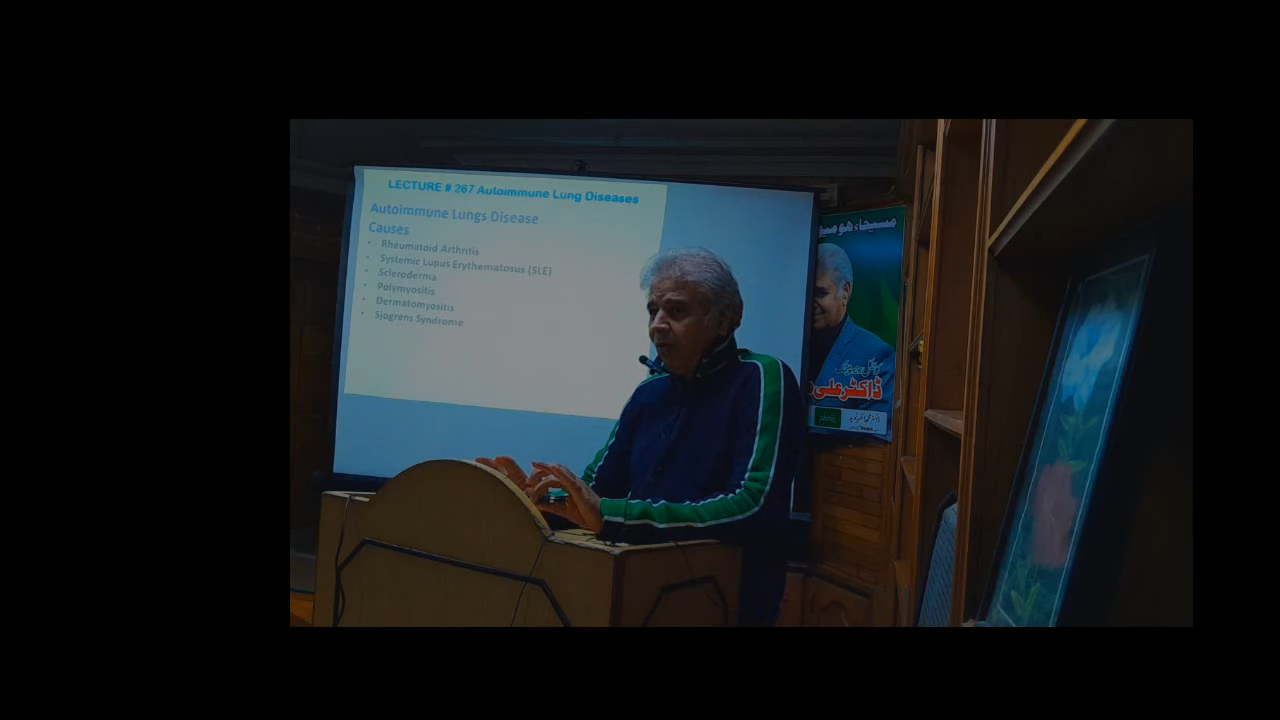 LECTURE # 267 Autoimmune Lung Diseases
Autoimmune Lungs Disease
Causes
• Rheumatoid Arthritis
• Systemic Lupus Erythematosus (SLE)
• Scleroderma
• Polymyositis
• Dermatomyositis
• Sjogrens Syndrome
مسیحاء ہومیو
ڈاکٹر علی